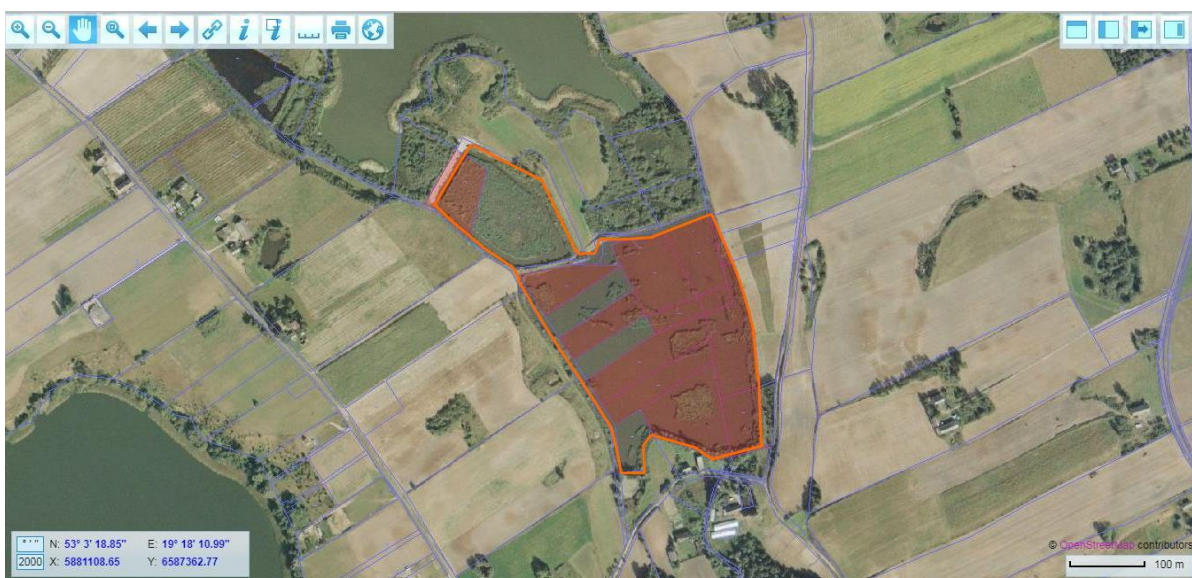 © OpenStreetMap contributors
° ' " N: 53° 3' 18.85" E: 19° 18' 10.99"
2000 X: 5881108.65 Y: 6587362.77
100 m